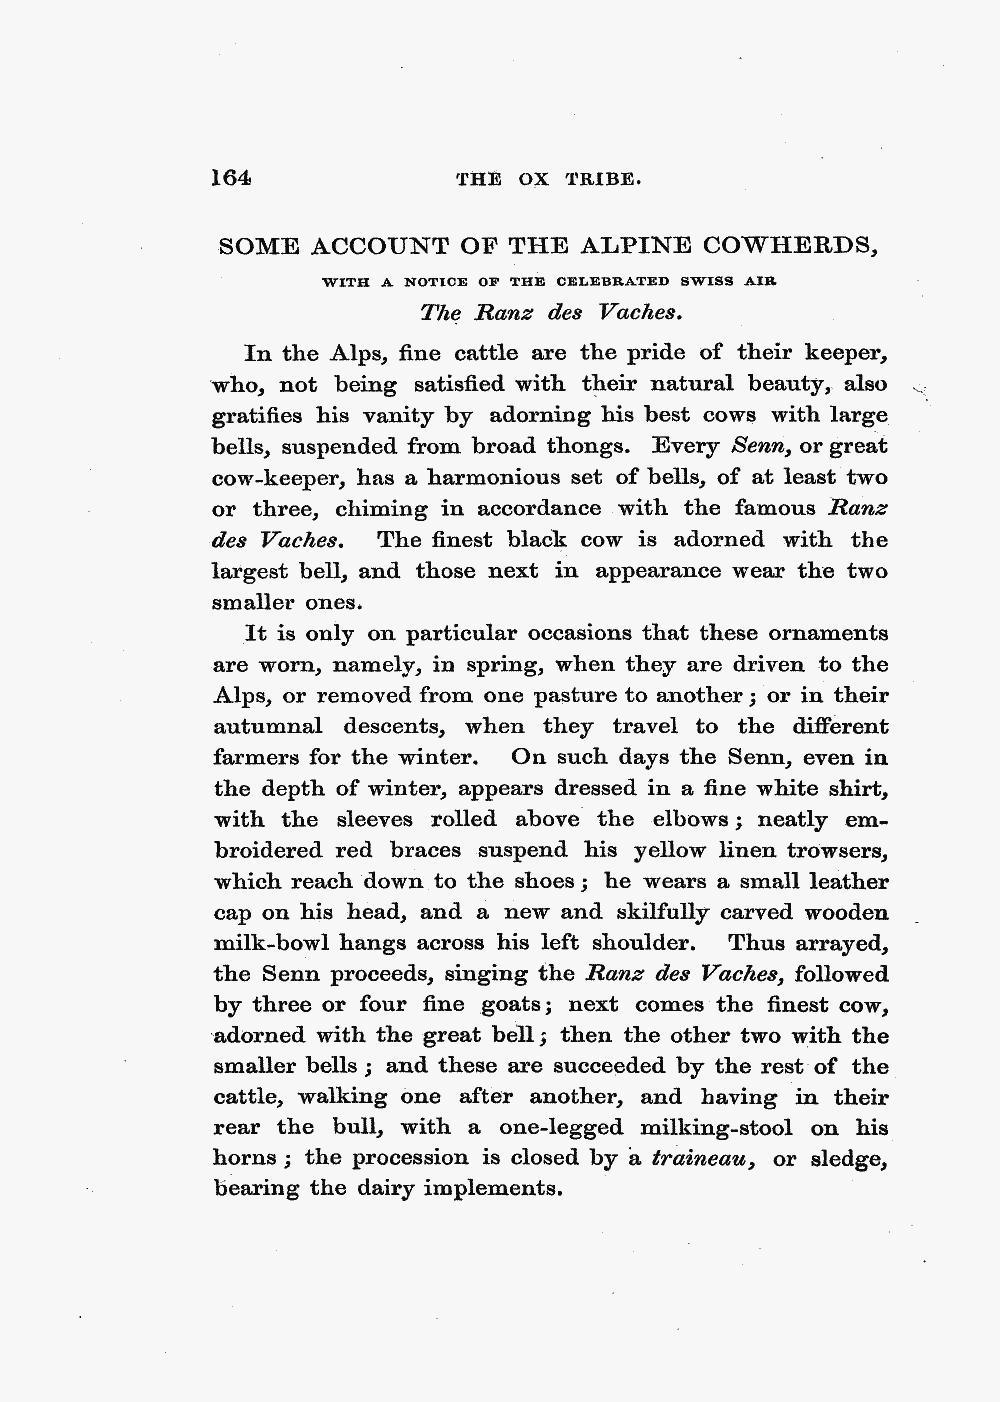 164 THE OX TRIBE.
SOME ACCOUNT OF THE ALPINE COWHERDS,
WITH A NOTICE OF THE CELEBRATED SWISS AIR
The Ranz des Vaches.
In the Alps, fine cattle are the pride of their keeper,
who, not being satisfied with their natural beauty, also
gratifies his vanity by adorning his best cows with large
bells, suspended from broad thongs. Every Senn, or great
cow-keeper, has a harmonious set of bells, of at least two
or three, chiming in accordance with the famous Ranz
des Vaches. The finest black cow is adorned with the
largest bell, and those next in appearance wear the two
smaller ones.
It is only on particular occasions that these ornaments
are worn, namely, in spring, when they are driven to the
Alps, or removed from one pasture to another; or in their
autumnal descents, when they travel to the different
farmers for the winter. On such days the Senn, even in
the depth of winter, appears dressed in a fine white shirt,
with the sleeves rolled above the elbows; neatly em-
broidered red braces suspend his yellow linen trowsers,
which reach down to the shoes; he wears a small leather
cap on his head, and a new and skilfully carved wooden
milk-bowl hangs across his left shoulder. Thus arrayed,
the Senn proceeds, singing the Ranz des Vaches, followed
by three or four fine goats; next comes the finest cow,
adorned with the great bell; then the other two with the
smaller bells; and these are succeeded by the rest of the
cattle, walking one after another, and having in their
rear the bull, with a one-legged milking-stool on his
horns; the procession is closed by a traineau, or sledge,
bearing the dairy implements.